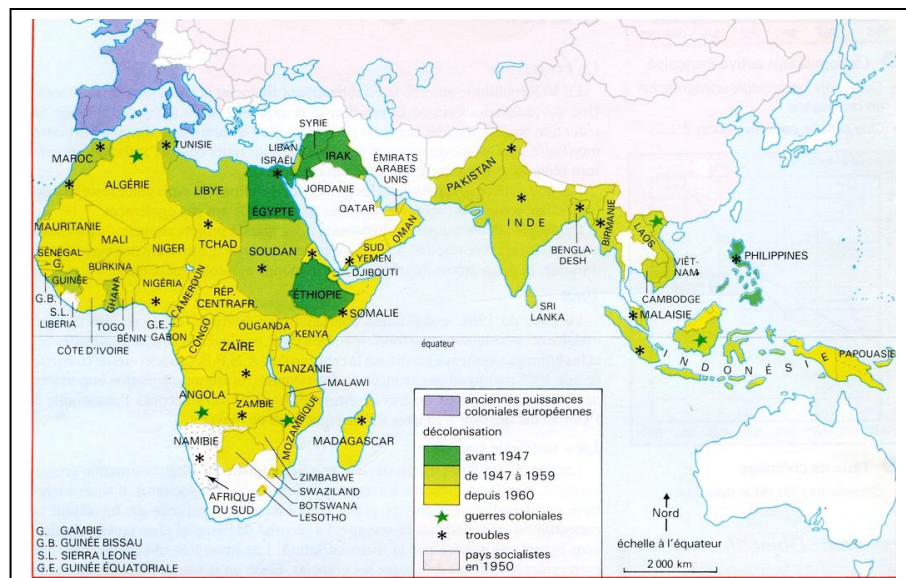 TUNISIE
MAROC
ALGÉRIE
LIBYE
LIBAN
ISRAËL
SYRIE
IRAK
JORDANIE
ÉMIRATS
ARABES
UNIS
QATAR
OMAN
SUD
YEMEN
DJIBOUTI
ÉGYPTE
MAURITANIE
MALI
NIGER
TCHAD
SOUDAN
SÉNÉGAL
G.
GUINÉE
BURKINA
GHANA
NIGÉRIA
CAMEROUN
RÉP.
CENTRAFR.
ÉTHIOPIE
SOMALIE
G.B.
S.L.
LIBERIA
CÔTE D'IVOIRE
TOGO
BÉNIN
G.E.
GABON
CONGO
ZAÏRE
OUGANDA
KENYA
TANZANIE
MALAWI
ANGOLA
ZAMBIE
MOZAMBIQUE
MADAGASCAR
NAMIBIE
AFRIQUE
DU SUD
ZIMBABWE
SWAZILAND
BOTSWANA
LESOTHO
PAKISTAN
INDE
BENGLA-
DESH
BIRMANIE
LAOS
VIÊT-
NAM
CAMBODGE
MALAISIE
SRI
LANKA
PHILIPPINES
INDONÉSIE
PAPOUASIE
équateur
anciennes puissances
coloniales européennes
décolonisation
avant 1947
de 1947 à 1959
depuis 1960
guerres coloniales
troubles
pays socialistes
en 1950
Nord
échelle à l'équateur
2 000 km
G. GAMBIE
G.B. GUINÉE BISSAU
S.L. SIERRA LEONE
G.E. GUINÉE ÉQUATORIALE